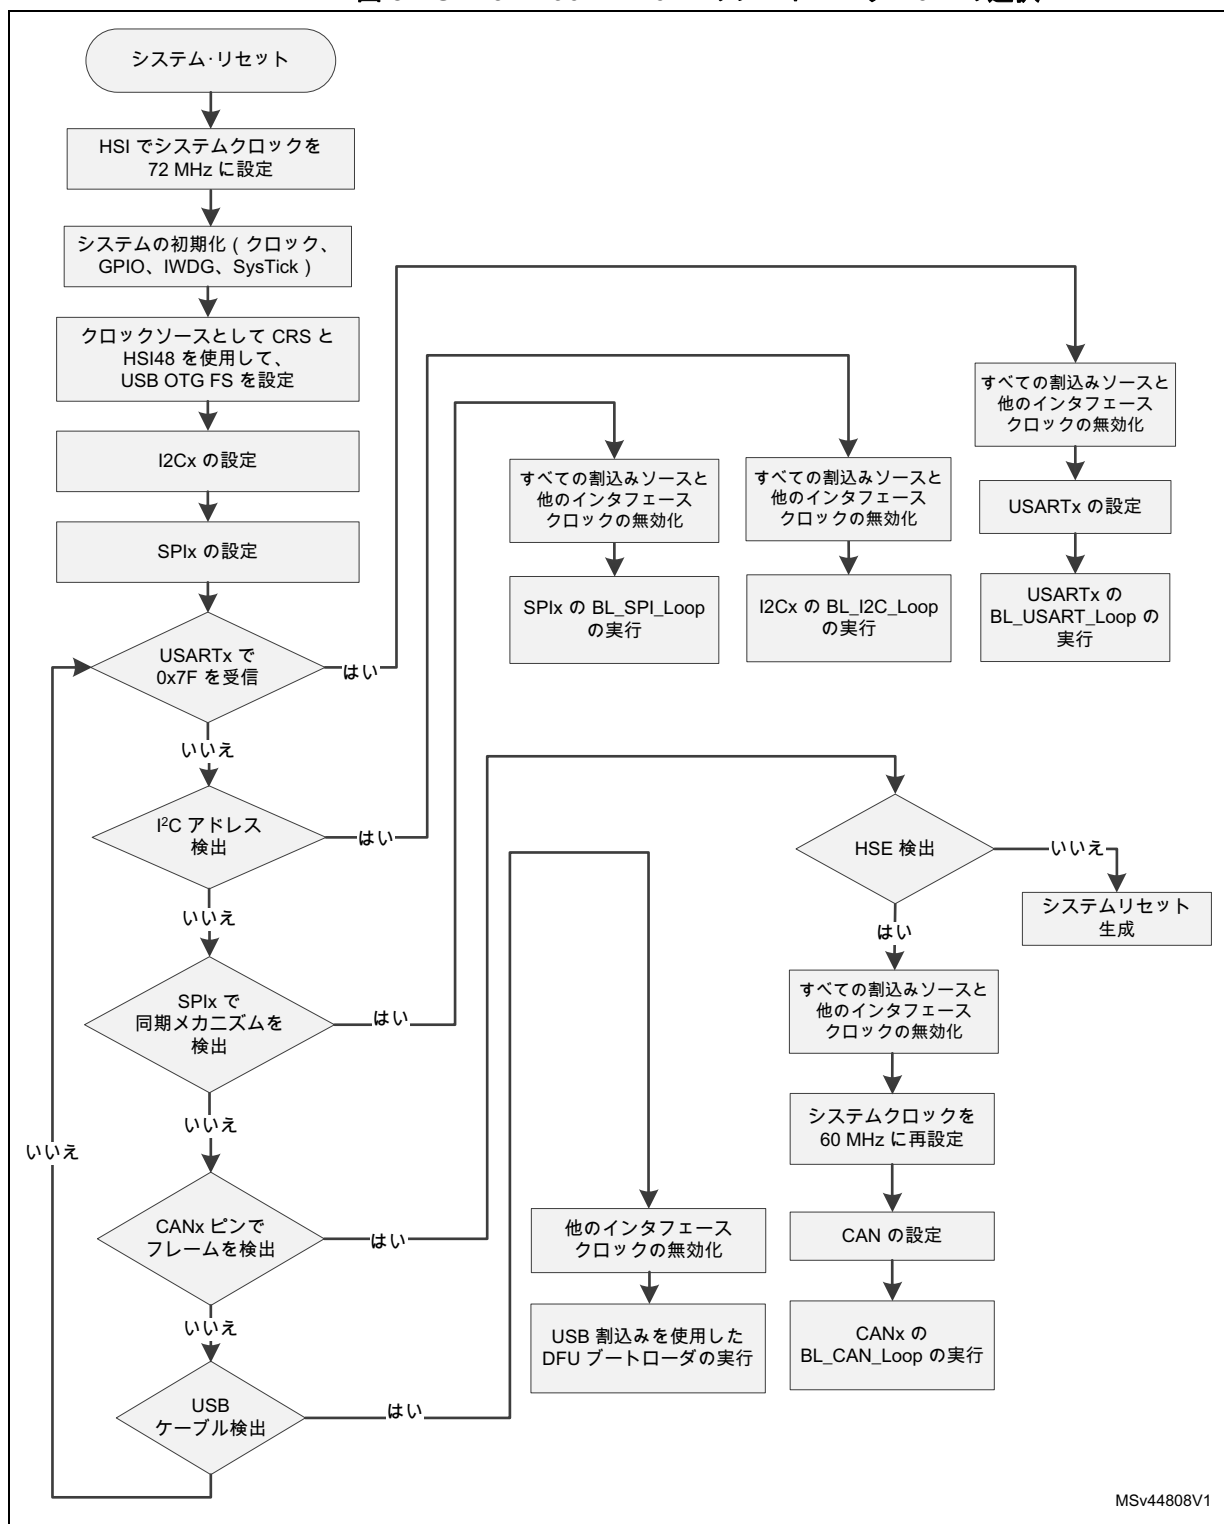 システム・リセット
HSI でシステムクロックを
72 MHz に設定
システムの初期化（クロック、
GPIO、IWDG、SysTick）
クロックソースとして CRS と
HSI48 を使用して、
USB OTG FS を設定
I2Cx の設定
SPIx の設定
USARTx で
0x7F を受信
はい
いいえ
I²C アドレス
検出
はい
いいえ
SPIx で
同期メカニズムを
検出
はい
いいえ
いいえ
CANx ピンで
フレームを検出
はい
いいえ
USB
ケーブル検出
はい
すべての割込みソースと
他のインタフェース
クロックの無効化
SPIx の BL_SPI_Loop
の実行
すべての割込みソースと
他のインタフェース
クロックの無効化
I2Cx の BL_I2C_Loop
の実行
すべての割込みソースと
他のインタフェース
クロックの無効化
USARTx の設定
USARTx の
BL_USART_Loop の
実行
HSE 検出
いいえ
システムリセット
生成
はい
すべての割込みソースと
他のインタフェース
クロックの無効化
システムクロックを
60 MHz に再設定
CAN の設定
CANx の
BL_CAN_Loop の実行
他のインタフェース
クロックの無効化
USB 割込みを使用した
DFU ブートローダの実行
MSv44808V1